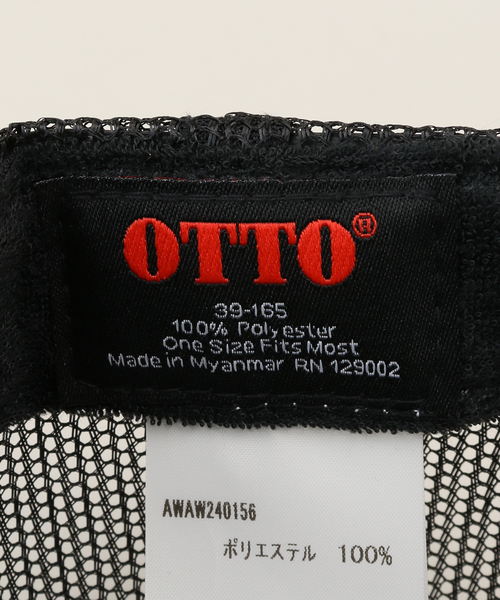 OTTO®
39-165
100% Polyester
One Size Fits Most
Made in Myanmar RN 129002
AWAW240156
ポリエステル 100%